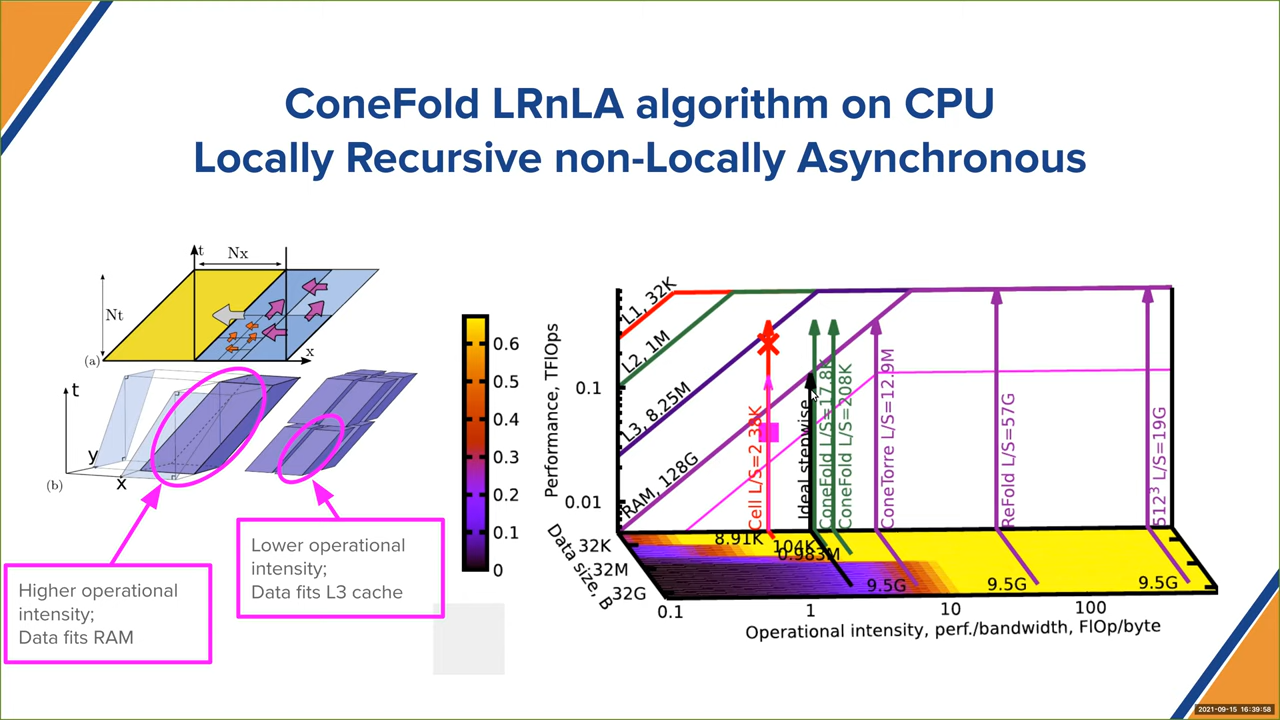 ConeFold LRnLA algorithm on CPU
Locally Recursive non-Locally Asynchronous
t
Nx
Nt
x
(a)
t
y
x
(b)
Higher operational
intensity;
Data fits RAM
Lower operational
intensity;
Data fits L3 cache
0.6
0.5
0.4
0.3
0.2
0.1
0
Performance, TFlOps
0.1
0.01
L1, 32K
L2, 1M
L3, 8.25M
RAM, 128G
Cell L/S=2.38K
Ideal stepwise
ConeFold L/S=17.8K
ConeFold L/S=208K
ConeTorre L/S=12.9M
ReFold L/S=57G
512³ L/S=19G
8.91K
104K
0.983M
9.5G
9.5G
9.5G
Data size, B
32K
32M
32G
0.1
1
10
100
Operational intensity, perf./bandwidth, FlOp/byte
2021-09-15 16:39:58